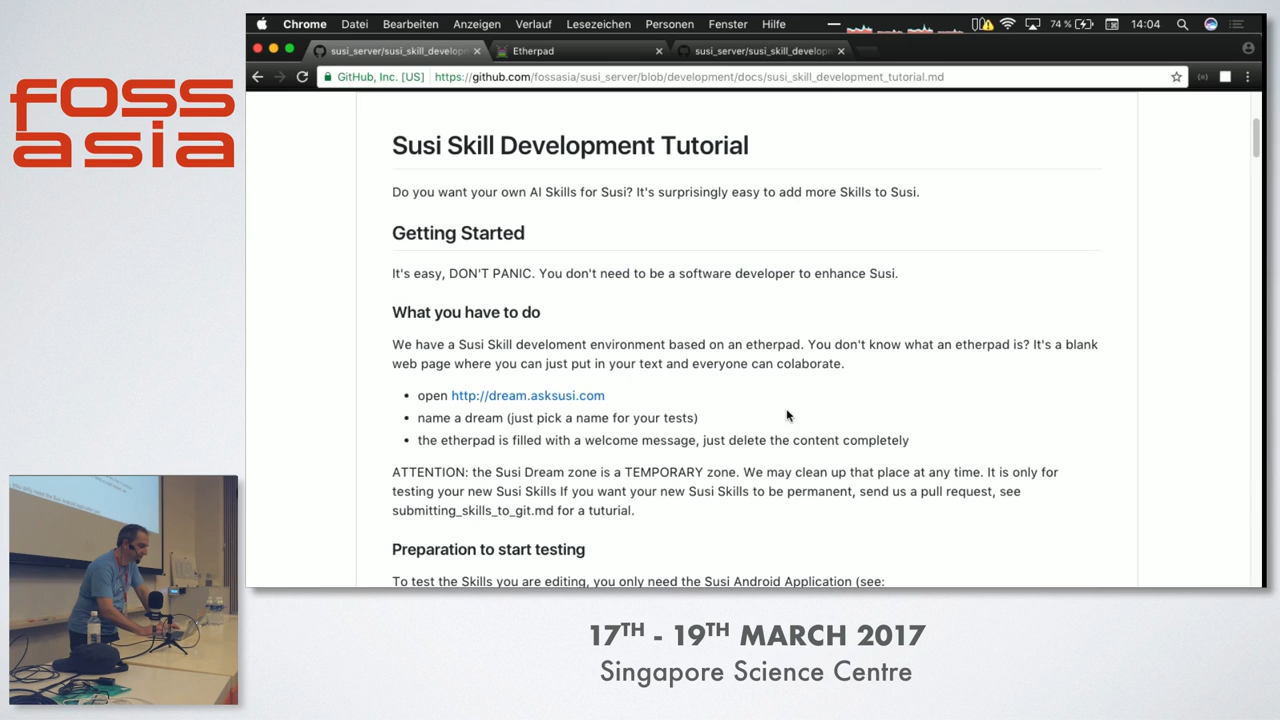 foss
asia
Chrome Datei Bearbeiten Anzeigen Verlauf Lesezeichen Personen Fenster Hilfe 74 % 14:04
susi_server/susi_skill_develop Etherpad susi_server/susi_skill_develop
GitHub, Inc. [US] https://github.com/fossasia/susi_server/blob/development/docs/susi_skill_development_tutorial.md
Susi Skill Development Tutorial
Do you want your own AI Skills for Susi? It's surprisingly easy to add more Skills to Susi.
Getting Started
It's easy, DON'T PANIC. You don't need to be a software developer to enhance Susi.
What you have to do
We have a Susi Skill develoment environment based on an etherpad. You don't know what an etherpad is? It's a blank
web page where you can just put in your text and everyone can colaborate.
• open http://dream.asksusi.com
• name a dream (just pick a name for your tests)
• the etherpad is filled with a welcome message, just delete the content completely
ATTENTION: the Susi Dream zone is a TEMPORARY zone. We may clean up that place at any time. It is only for
testing your new Susi Skills If you want your new Susi Skills to be permanent, send us a pull request, see
submitting_skills_to_git.md for a tuturial.
Preparation to start testing
To test the Skills you are editing, you only need the Susi Android Application (see:
17TH - 19TH MARCH 2017
Singapore Science Centre